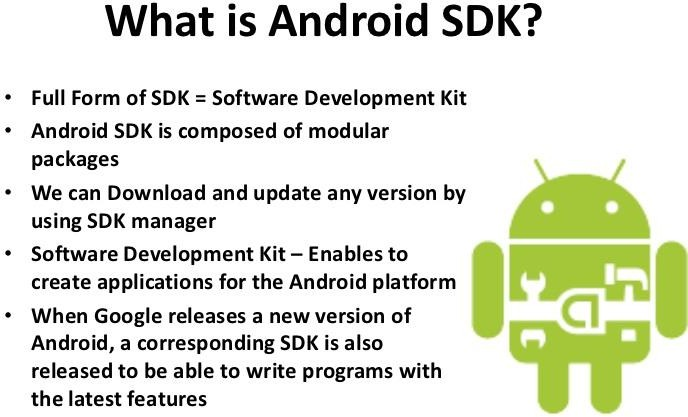 What is Android SDK?
• Full Form of SDK = Software Development Kit
• Android SDK is composed of modular
packages
• We can Download and update any version by
using SDK manager
• Software Development Kit – Enables to
create applications for the Android platform
• When Google releases a new version of
Android, a corresponding SDK is also
released to be able to write programs with
the latest features